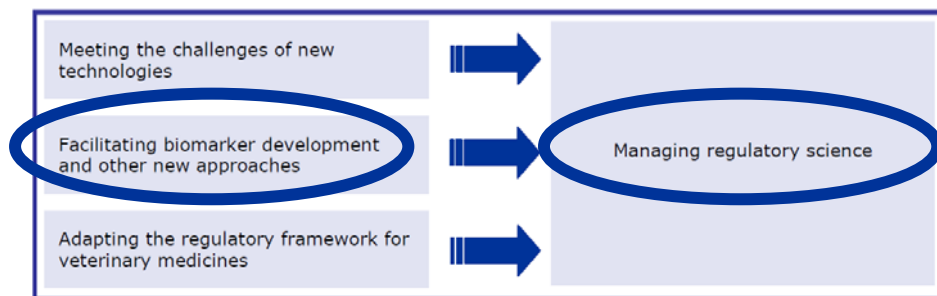 Meeting the challenges of new
technologies
Facilitating biomarker development
and other new approaches
Managing regulatory science
Adapting the regulatory framework for
veterinary medicines